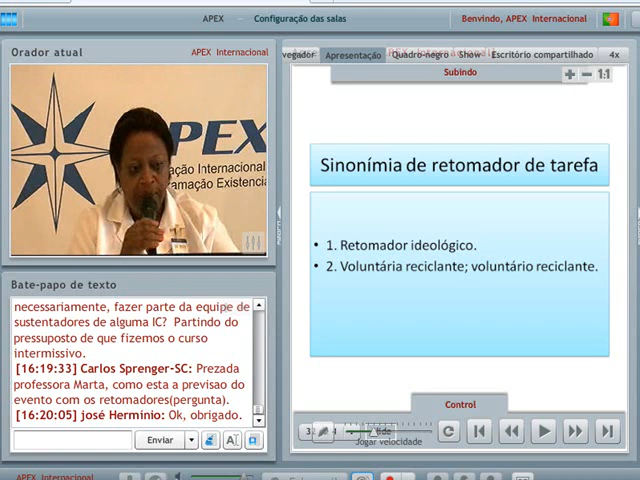 APEX — Configuração das salas
Benvindo, APEX Internacional
Orador atual
APEX Internacional
PEX
ação Internacional
amação Existencia
Bate-papo de texto
necessariamente, fazer parte da equipe de
sustentadores de alguma IC? Partindo do
pressuposto de que fizemos o curso
intermissivo.
[16:19:33] Carlos Sprenger-SC: Prezada
professora Marta, como esta a previsao do
evento com os retomadores(pergunta).
[16:20:05] josé Hermínio: Ok, obrigado.
Enviar
vegador Apresentação Quadro-negro Show Escritório compartilhado 4x
Subindo
1:1
Sinonímia de retomador de tarefa
• 1. Retomador ideológico.
• 2. Voluntária reciclante; voluntário reciclante.
Control
Jogar velocidade
APEX Internacional